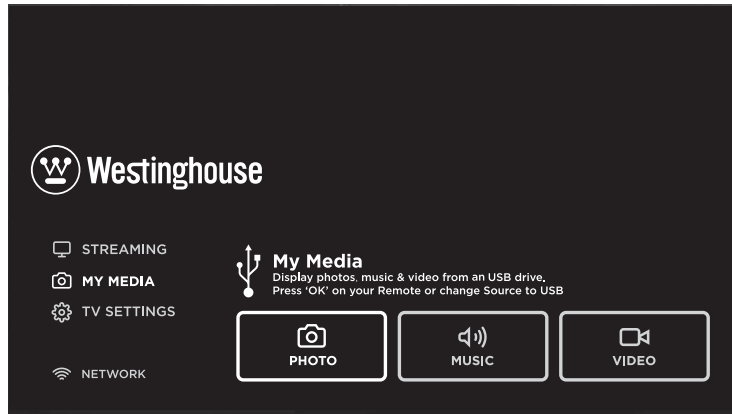 Westinghouse
STREAMING
MY MEDIA
TV SETTINGS
NETWORK
My Media
Display photos, music & video from an USB drive.
Press 'OK' on your Remote or change Source to USB
PHOTO
MUSIC
VIDEO